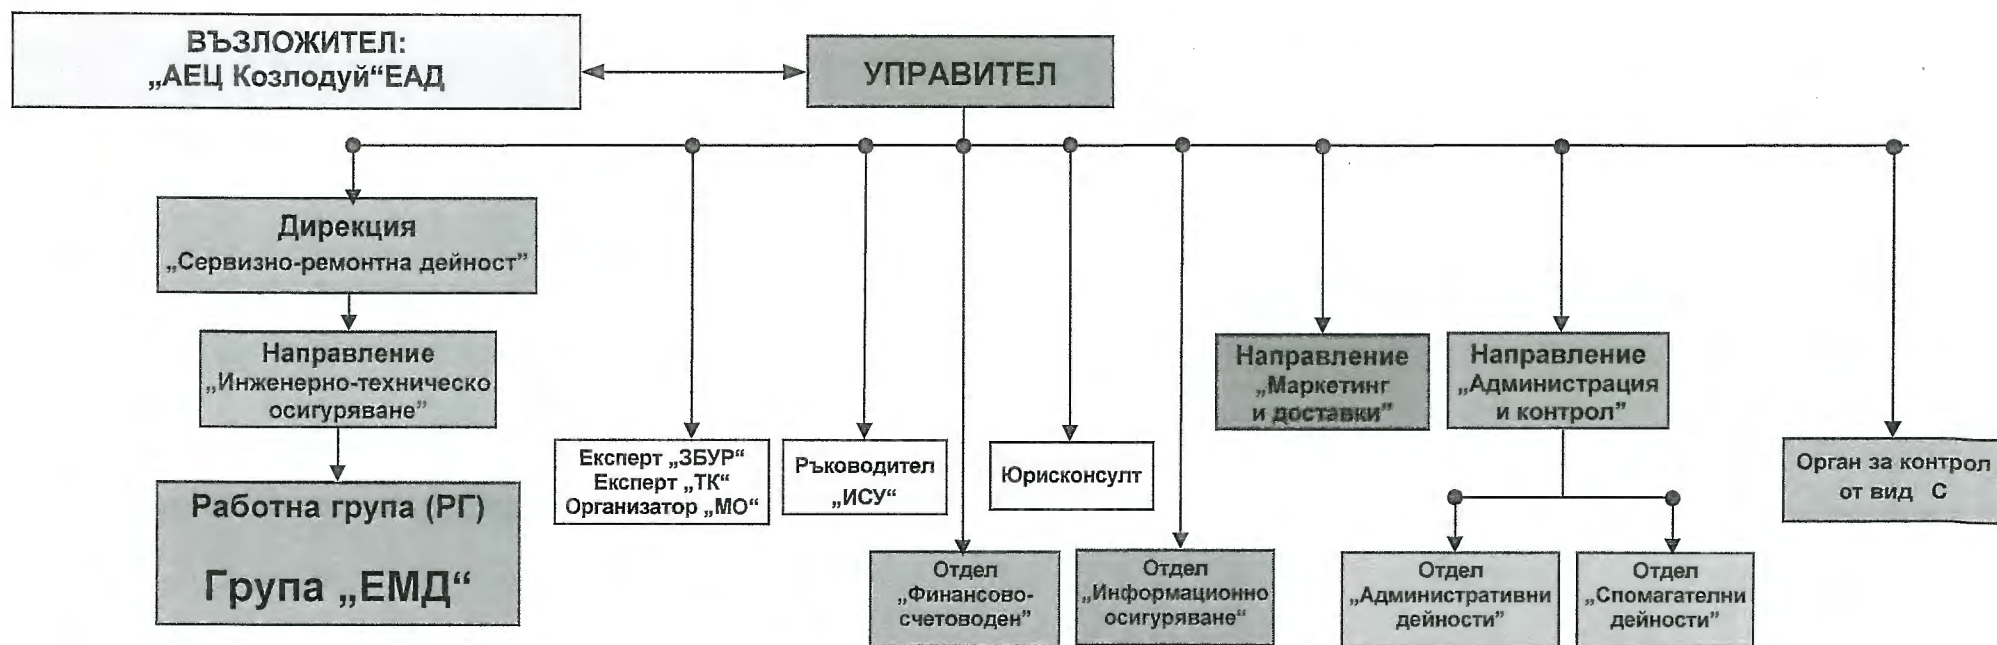 ВЪЗЛОЖИТЕЛ:
„АЕЦ Козлодуй“ЕАД
УПРАВИТЕЛ
Дирекция
„Сервизно-ремонтна дейност”
Направление
„Инженерно-техническо
осигуряване”
Работна група (РГ)
Група „ЕМД“
Експерт „ЗБУР“
Експерт „ТК“
Организатор „МО“
Ръководител
„ИСУ“
Юрисконсулт
Отдел
„Финансово-
счетоводен”
Отдел
„Информационно
осигуряване”
Направление
„Маркетинг
и доставки”
Направление
„Администрация
и контрол”
Отдел
„Административни
дейности”
Отдел
„Спомагателни
дейности”
Орган за контрол
от вид С